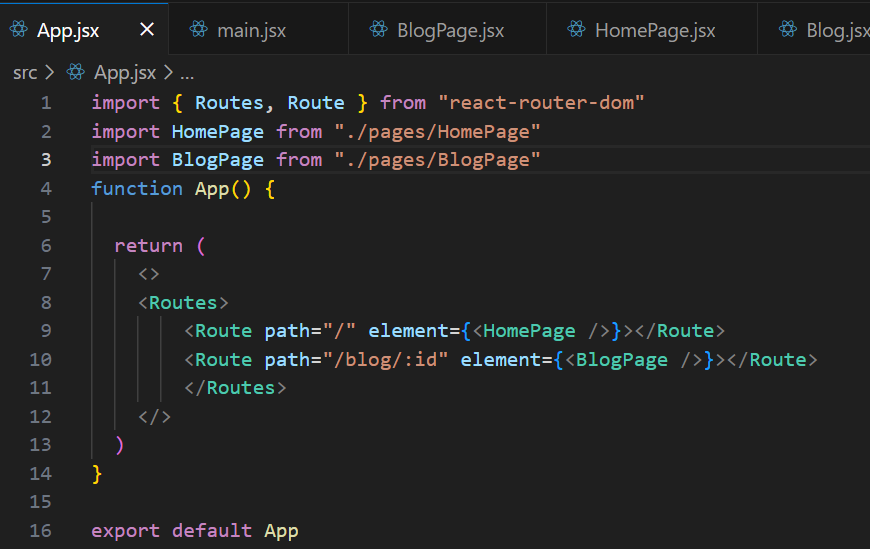 App.jsx main.jsx BlogPage.jsx HomePage.jsx Blog.jsx
src > App.jsx > ...
1 import { Routes, Route } from "react-router-dom"
2 import HomePage from "./pages/HomePage"
3 import BlogPage from "./pages/BlogPage"
4 function App() {
5
6   return (
7     <>
8     <Routes>
9         <Route path="/" element={<HomePage />}></Route>
10         <Route path="/blog/:id" element={<BlogPage />}></Route>
11         </Routes>
12     </>
13   )
14 }
15
16 export default App